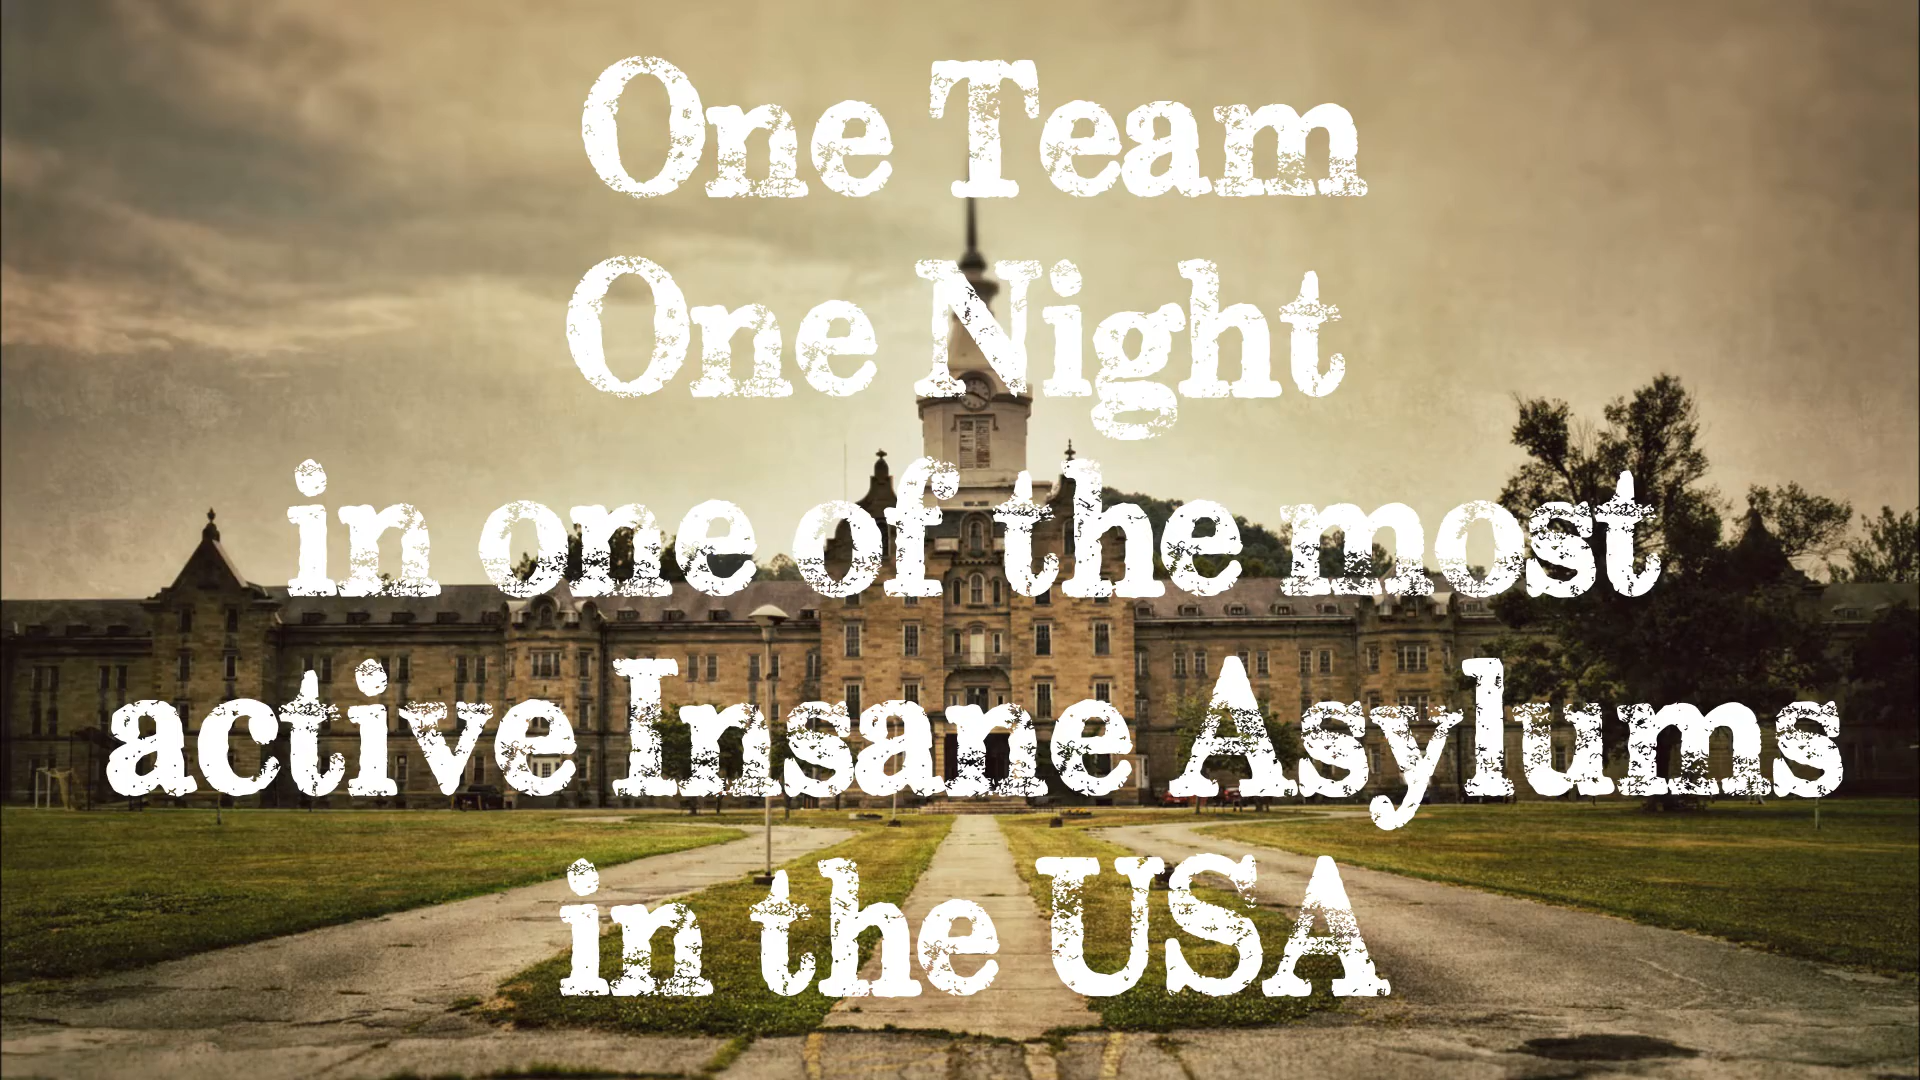 One Team
One Night
in one of the most
active Insane Asylums
in the USA